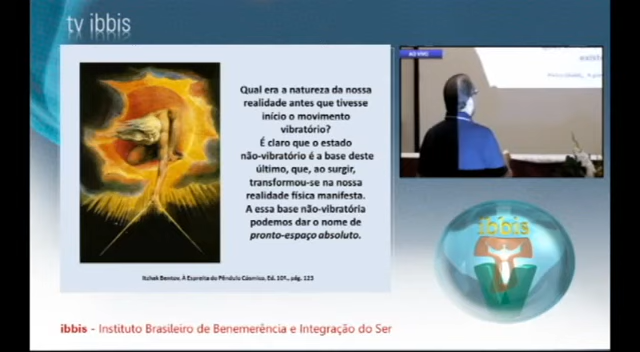 tv ibbis
Qual era a natureza da nossa
realidade antes que tivesse
início o movimento
vibratório?
É claro que o estado
não-vibratório é a base deste
último, que, ao surgir,
transformou-se na nossa
realidade física manifesta.
A essa base não-vibratória
podemos dar o nome de
pronto-espaço absoluto.
Itzhak Bentov, À Espreita do Pêndulo Cósmico, Ed. 10ª., pág. 123
AO VIVO
existe
ibbis
ibbis - Instituto Brasileiro de Benemerência e Integração do Ser